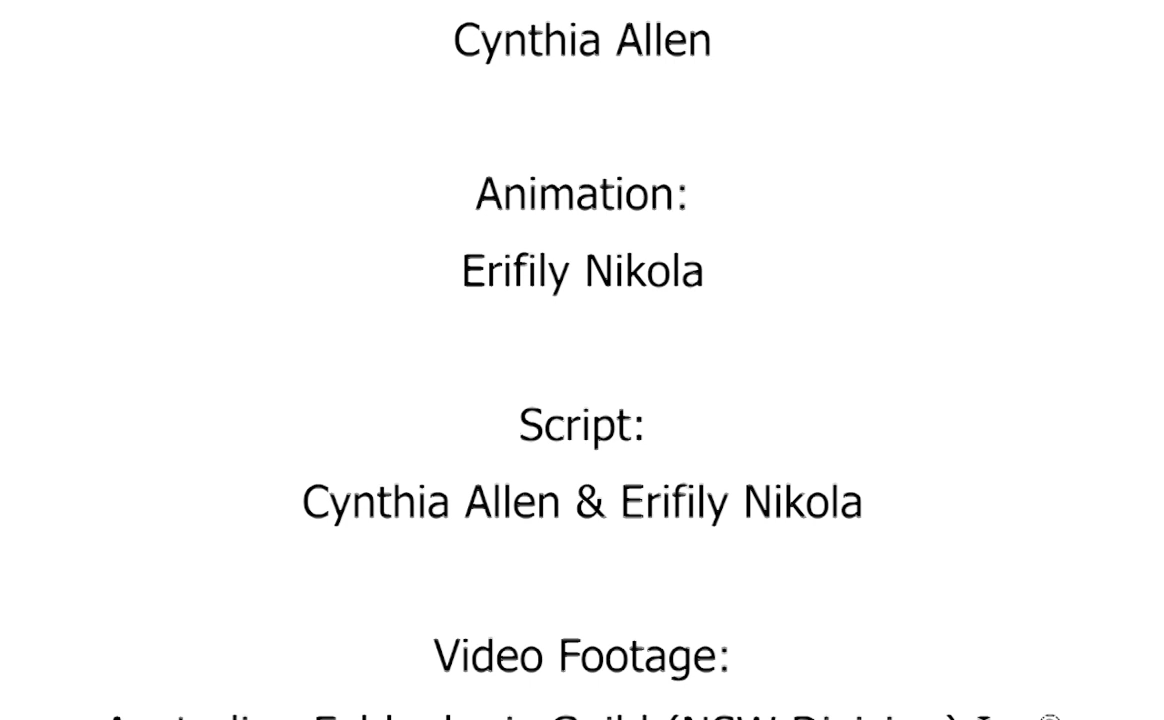 Cynthia Allen
Animation:
Erifily Nikola
Script:
Cynthia Allen & Erifily Nikola
Video Footage: